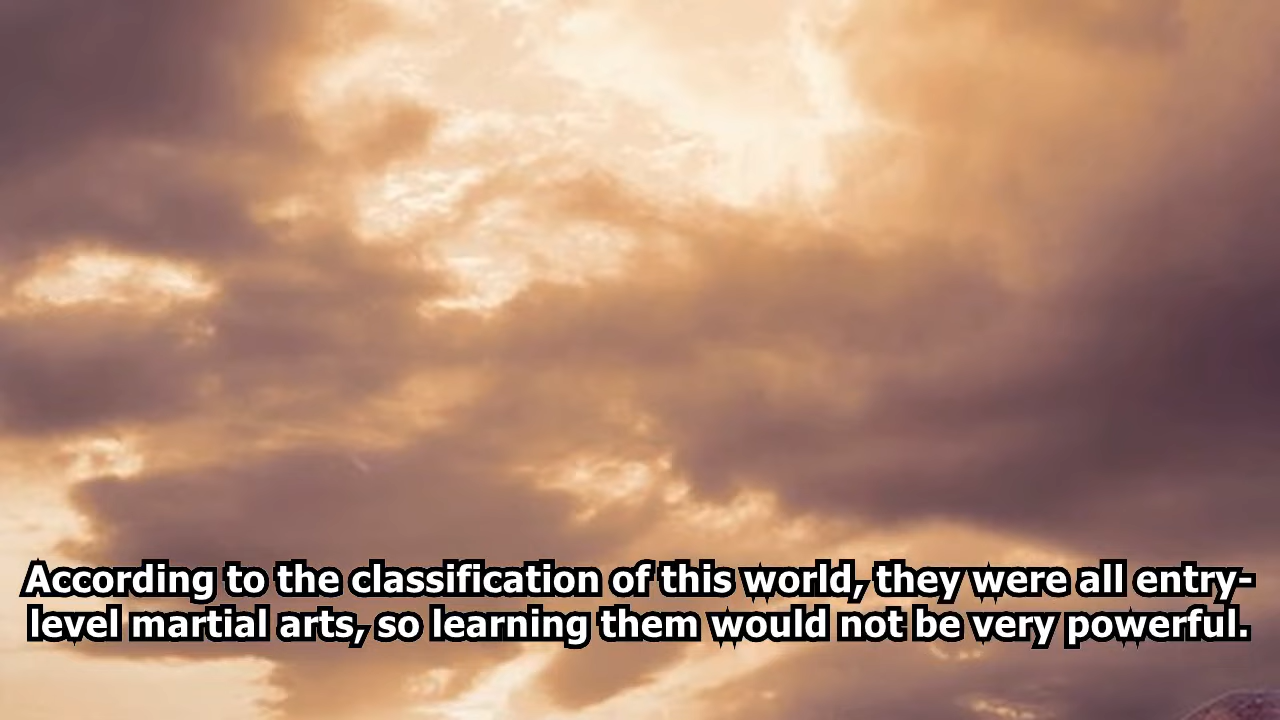 According to the classification of this world, they were all entry-
level martial arts, so learning them would not be very powerful.